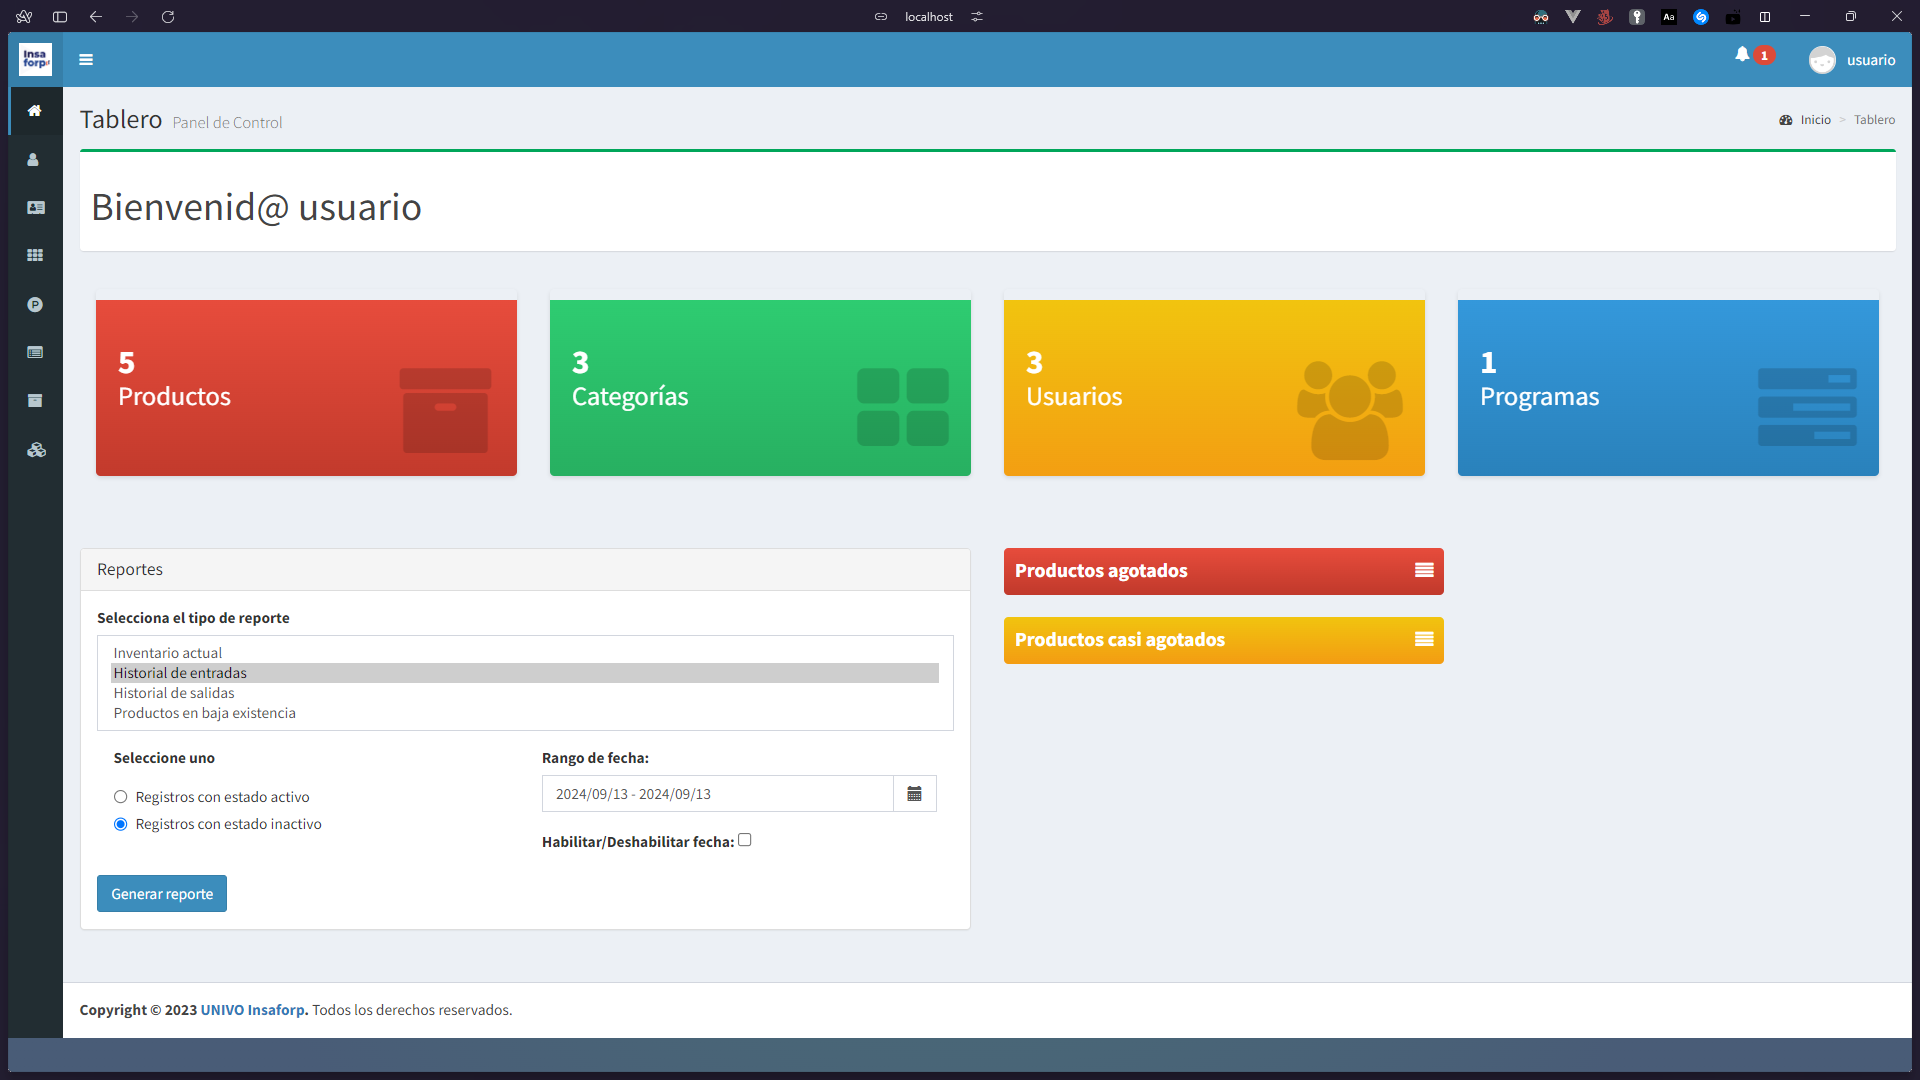 localhost
Aa
Insa
forp
1
usuario
Tablero Panel de Control
Inicio > Tablero
Bienvenid@ usuario
5
Productos
3
Categorías
3
Usuarios
1
Programas
Reportes
Selecciona el tipo de reporte
Inventario actual
Historial de entradas
Historial de salidas
Productos en baja existencia
Seleccione uno
Registros con estado activo
Registros con estado inactivo
Rango de fecha:
2024/09/13 - 2024/09/13
Habilitar/Deshabilitar fecha:
Generar reporte
Productos agotados
Productos casi agotados
Copyright © 2023 UNIVO Insaforp. Todos los derechos reservados.